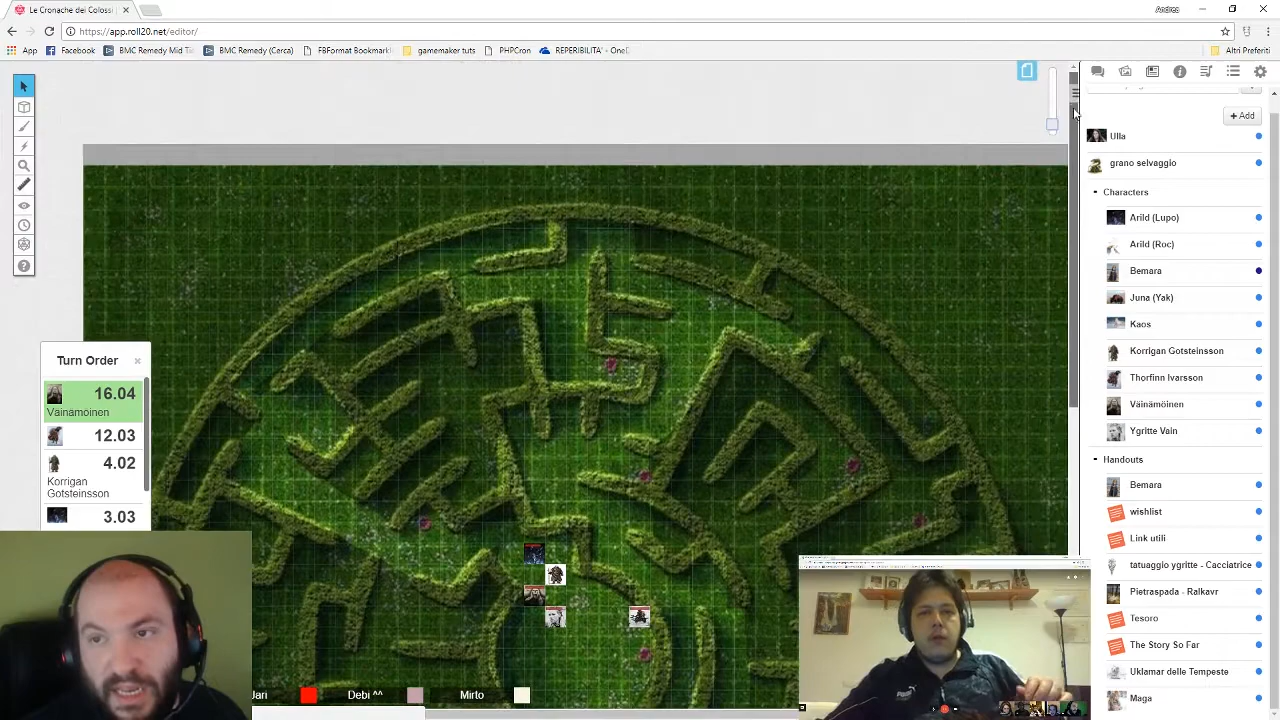 Le Cronache dei Colossi
Andrea
https://app.roll20.net/editor/
App
Facebook
BMC Remedy Mid Tie
BMC Remedy (Cerca)
FBFormat Bookmark
gamemaker tuts
PHPCron
REPERIBILITA' - OneD
Altri Preferiti
+ Add
Ulla
grano selvaggio
Characters
Arild (Lupo)
Arild (Roc)
Bemara
Juna (Yak)
Kaos
Korrigan Gotsteinsson
Thorfinn Ivarsson
Väinämöinen
Ygritte Vain
Handouts
Bemara
wishlist
Link utili
tatuaggio ygritte - Cacciatrice
Pietraspada - Ralkavr
Tesoro
The Story So Far
Uklamar delle Tempeste
Maga
Turn Order
16.04
Väinämöinen
12.03
4.02
Korrigan
Gotsteinsson
3.03
Jari
Debi ^^
Mirto